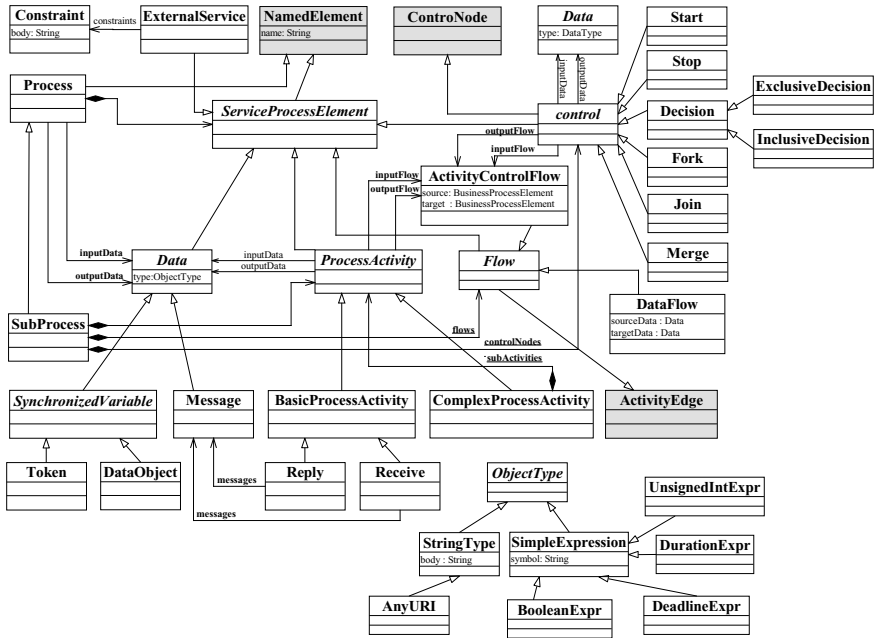 Constraint
body: String
constraints
ExternalService
NamedElement
name: String
ControNode
Data
type: DataType
inputData
outputData
Start
Stop
Decision
ExclusiveDecision
InclusiveDecision
Fork
Join
Merge
Process
ServiceProcessElement
control
outputFlow
inputFlow
inputFlow
outputFlow
ActivityControlFlow
source: BusinessProcessElement
target : BusinessProcessElement
inputData
outputData
Data
type:ObjectType
inputData
outputData
ProcessActivity
Flow
DataFlow
sourceData : Data
targetData : Data
SubProcess
flows
controlNodes
subActivities
SynchronizedVariable
Message
BasicProcessActivity
ComplexProcessActivity
ActivityEdge
Token
DataObject
messages
Reply
Receive
messages
ObjectType
StringType
body : String
SimpleExpression
symbol: String
UnsignedIntExpr
DurationExpr
AnyURI
BooleanExpr
DeadlineExpr